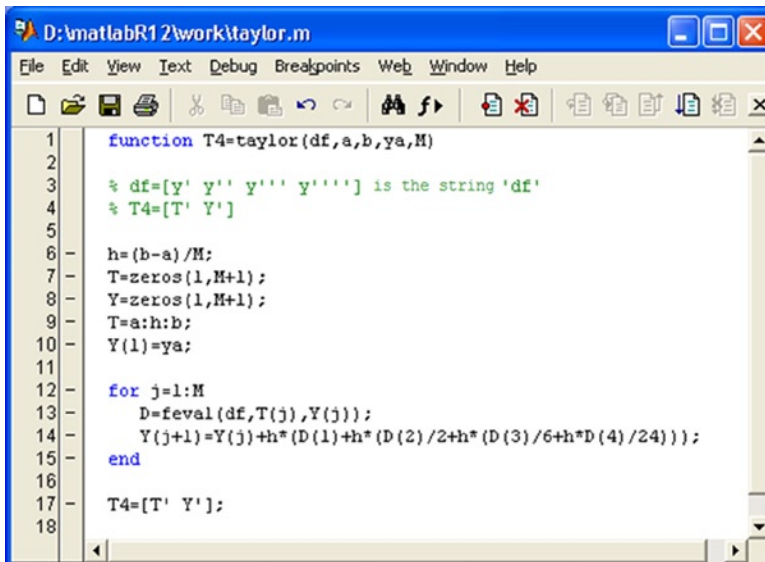 D:\matlabR12\work\taylor.m
File Edit View Text Debug Breakpoints Web Window Help
1 function T4=taylor(df,a,b,ya,M)
2
3 % df=[y' y'' y''' y''''] is the string 'df'
4 % T4=[T' Y']
5
6 - h=(b-a)/M;
7 - T=zeros(1,M+1);
8 - Y=zeros(1,M+1);
9 - T=a:h:b;
10 - Y(1)=ya;
11
12 - for j=1:M
13 - D=feval(df,T(j),Y(j));
14 - Y(j+1)=Y(j)+h*(D(1)+h*(D(2)/2+h*(D(3)/6+h*D(4)/24)));
15 - end
16
17 - T4=[T' Y'];
18